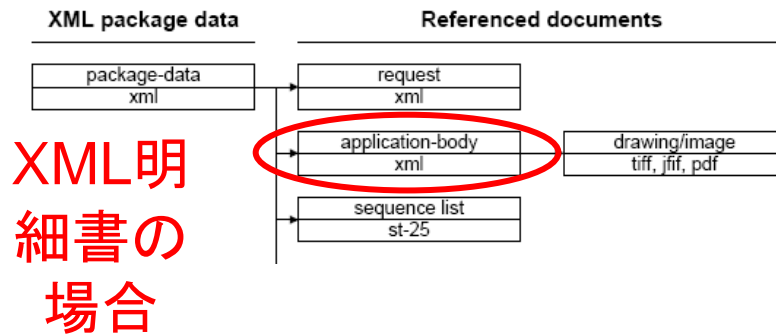 XML package data
Referenced documents
package-data
xml
request
xml
application-body
xml
drawing/image
tiff, jfif, pdf
sequence list
st-25
XML明
細書の
場合